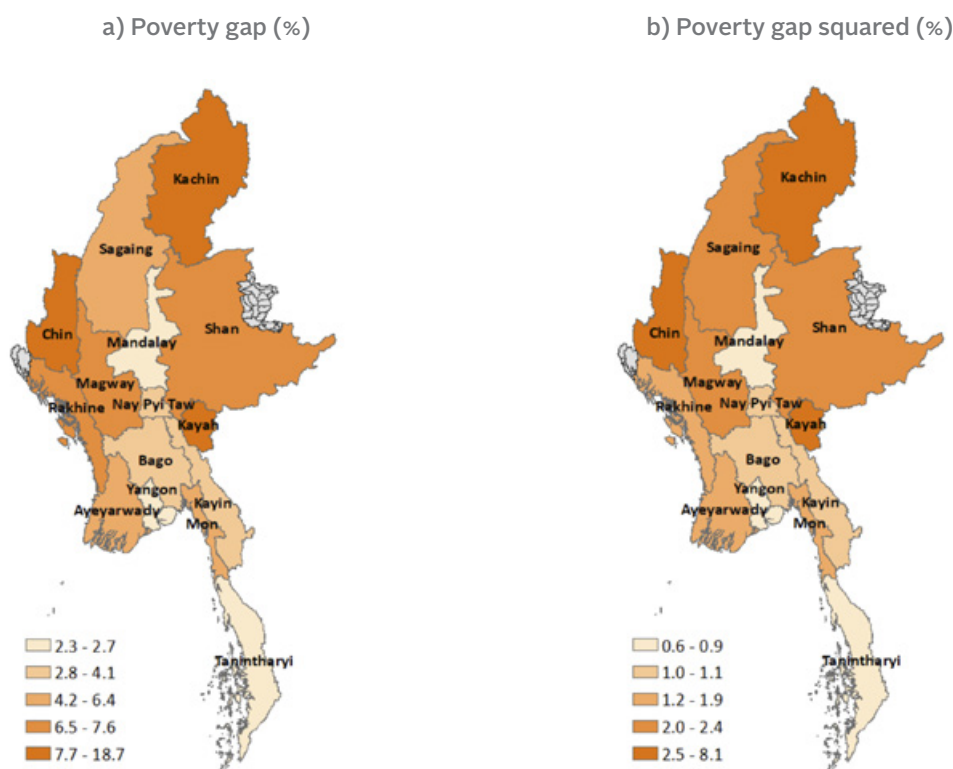 a) Poverty gap (%)
Kachin
Sagaing
Chin
Shan
Mandalay
Magway
Rakhine
Nay Pyi Taw
Kayah
Bago
Yangon
Ayeyarwady
Kayin
Mon
Tanintharyi
2.3 - 2.7
2.8 - 4.1
4.2 - 6.4
6.5 - 7.6
7.7 - 18.7
b) Poverty gap squared (%)
Kachin
Sagaing
Chin
Shan
Mandalay
Magway
Rakhine
Nay Pyi Taw
Kayah
Bago
Yangon
Ayeyarwady
Kayin
Mon
Tanintharyi
0.6 - 0.9
1.0 - 1.1
1.2 - 1.9
2.0 - 2.4
2.5 - 8.1